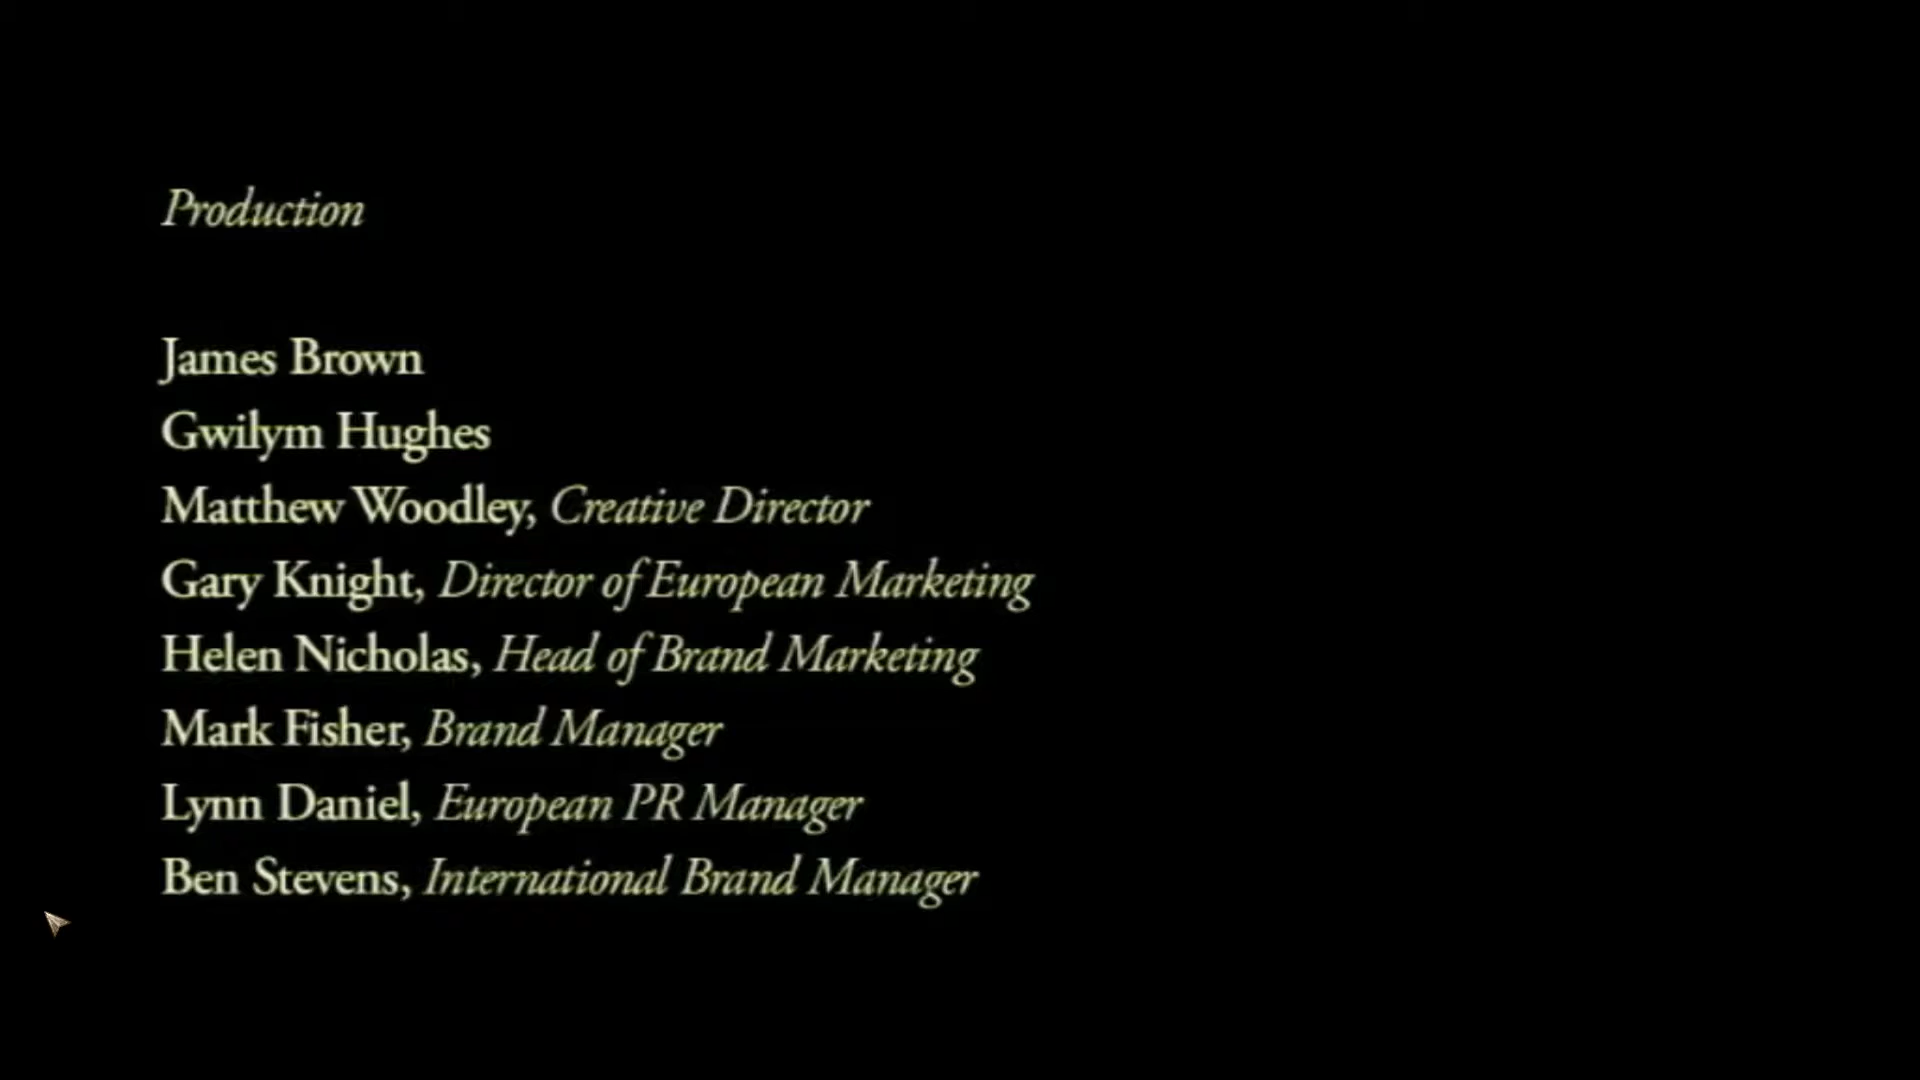 Production
James Brown
Gwilym Hughes
Matthew Woodley, Creative Director
Gary Knight, Director of European Marketing
Helen Nicholas, Head of Brand Marketing
Mark Fisher, Brand Manager
Lynn Daniel, European PR Manager
Ben Stevens, International Brand Manager